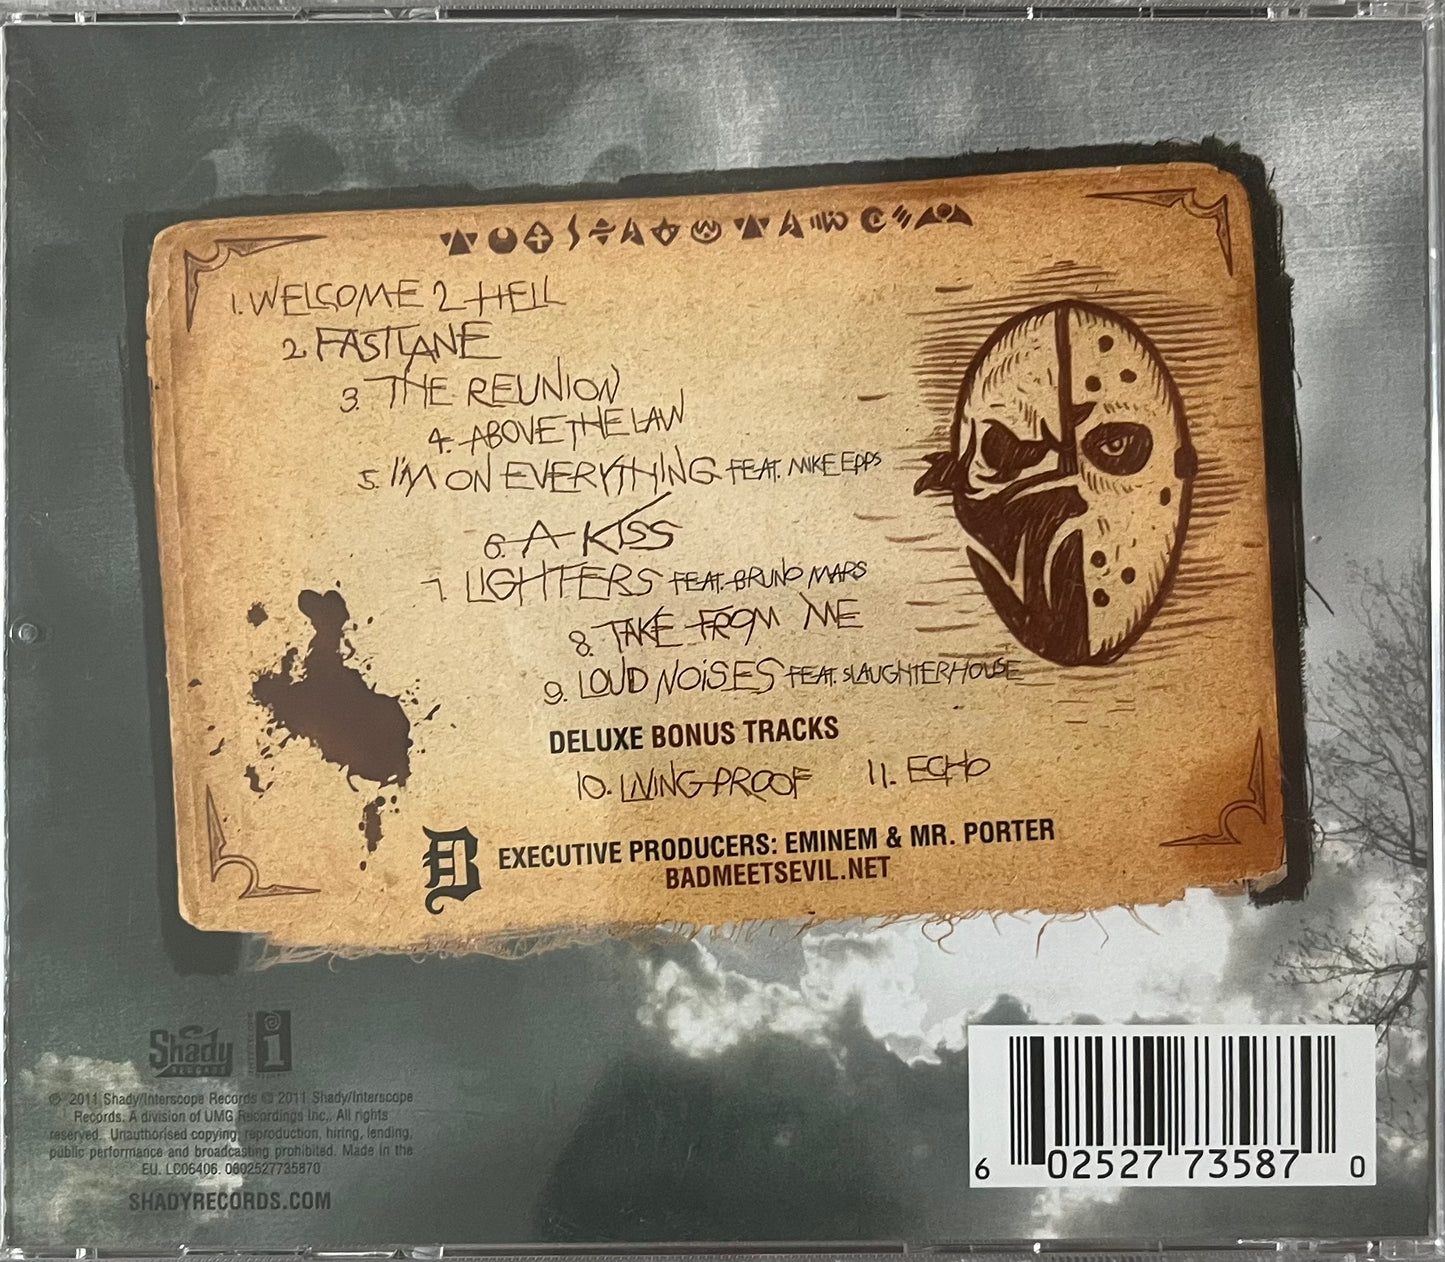 1. WELCOME 2 HELL
2. FASTLANE
3. THE REUNION
4. ABOVE THE LAW
5. I'M ON EVERYTHING FEAT. MIKE EPPS
6. A KISS
7. LIGHTERS FEAT. BRUNO MARS
8. TAKE FROM ME
9. LOUD NOISES FEAT. SLAUGHTERHOUSE
DELUXE BONUS TRACKS
10. LIVING PROOF 11. ECHO
EXECUTIVE PRODUCERS: EMINEM & MR. PORTER
BADMEETSEVIL.NET
Shady
RECORDS
℗ 2011 Shady/Interscope Records © 2011 Shady/Interscope
Records. A division of UMG Recordings Inc,. All rights
reserved. Unauthorised copying, reproduction, hiring, lending,
public performance and broadcasting prohibited. Made in the
EU. LC06406. 0602527735870
SHADYRECORDS.COM
6 02527 73587 0